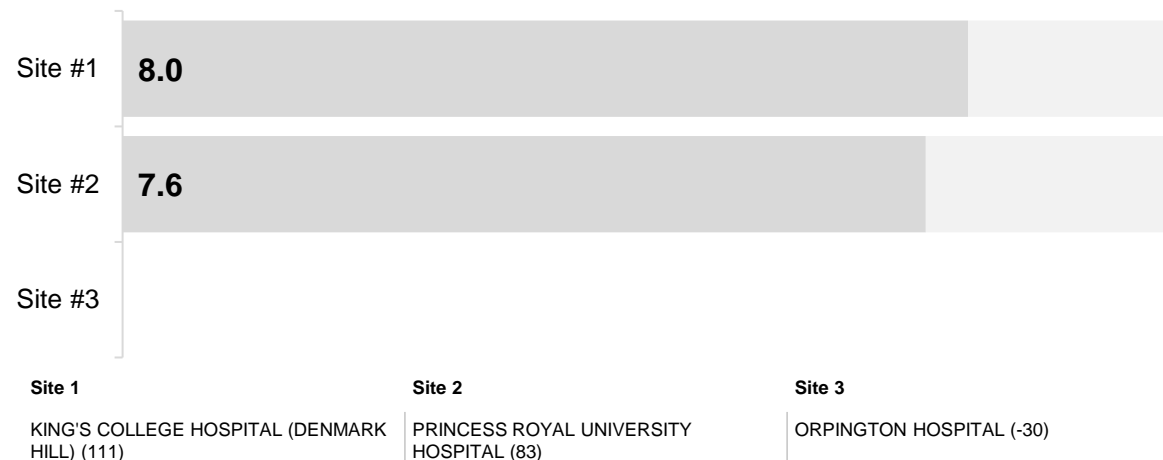 Site #1
8.0
Site #2
7.6
Site #3
Site 1
Site 2
Site 3
KING'S COLLEGE HOSPITAL (DENMARK
HILL) (111)
PRINCESS ROYAL UNIVERSITY
HOSPITAL (83)
ORPINGTON HOSPITAL (-30)